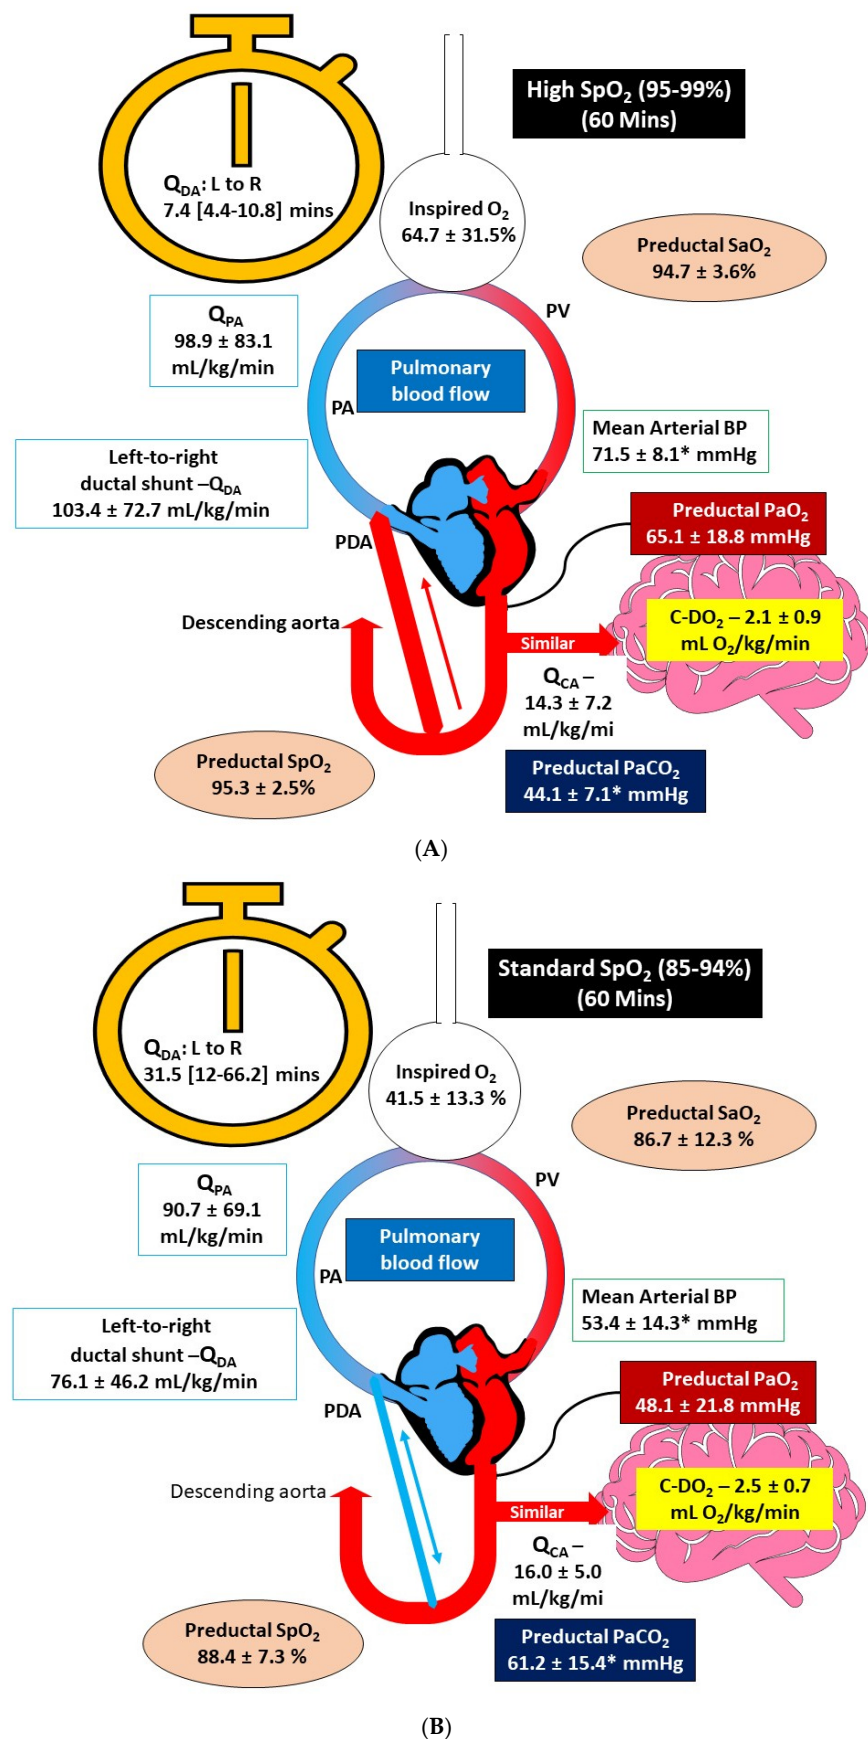 High SpO₂ (95-99%)
(60 Mins)
Q_DA: L to R
7.4 [4.4-10.8] mins
Inspired O₂
64.7 ± 31.5%
Preductal SaO₂
94.7 ± 3.6%
Q_PA
98.9 ± 83.1
mL/kg/min
PV
Pulmonary
blood flow
PA
Mean Arterial BP
71.5 ± 8.1* mmHg
Left-to-right
ductal shunt –Q_DA
103.4 ± 72.7 mL/kg/min
Preductal PaO₂
65.1 ± 18.8 mmHg
PDA
Descending aorta
C-DO₂ – 2.1 ± 0.9
mL O₂/kg/min
Similar
Q_CA –
14.3 ± 7.2
mL/kg/mi
Preductal SpO₂
95.3 ± 2.5%
Preductal PaCO₂
44.1 ± 7.1* mmHg
(A)
Standard SpO₂ (85-94%)
(60 Mins)
Q_DA: L to R
31.5 [12-66.2] mins
Inspired O₂
41.5 ± 13.3 %
Preductal SaO₂
86.7 ± 12.3 %
Q_PA
90.7 ± 69.1
mL/kg/min
PV
Pulmonary
blood flow
PA
Mean Arterial BP
53.4 ± 14.3* mmHg
Left-to-right
ductal shunt –Q_DA
76.1 ± 46.2 mL/kg/min
Preductal PaO₂
48.1 ± 21.8 mmHg
PDA
Descending aorta
C-DO₂ – 2.5 ± 0.7
mL O₂/kg/min
Similar
Q_CA –
16.0 ± 5.0
mL/kg/mi
Preductal SpO₂
88.4 ± 7.3 %
Preductal PaCO₂
61.2 ± 15.4* mmHg
(B)